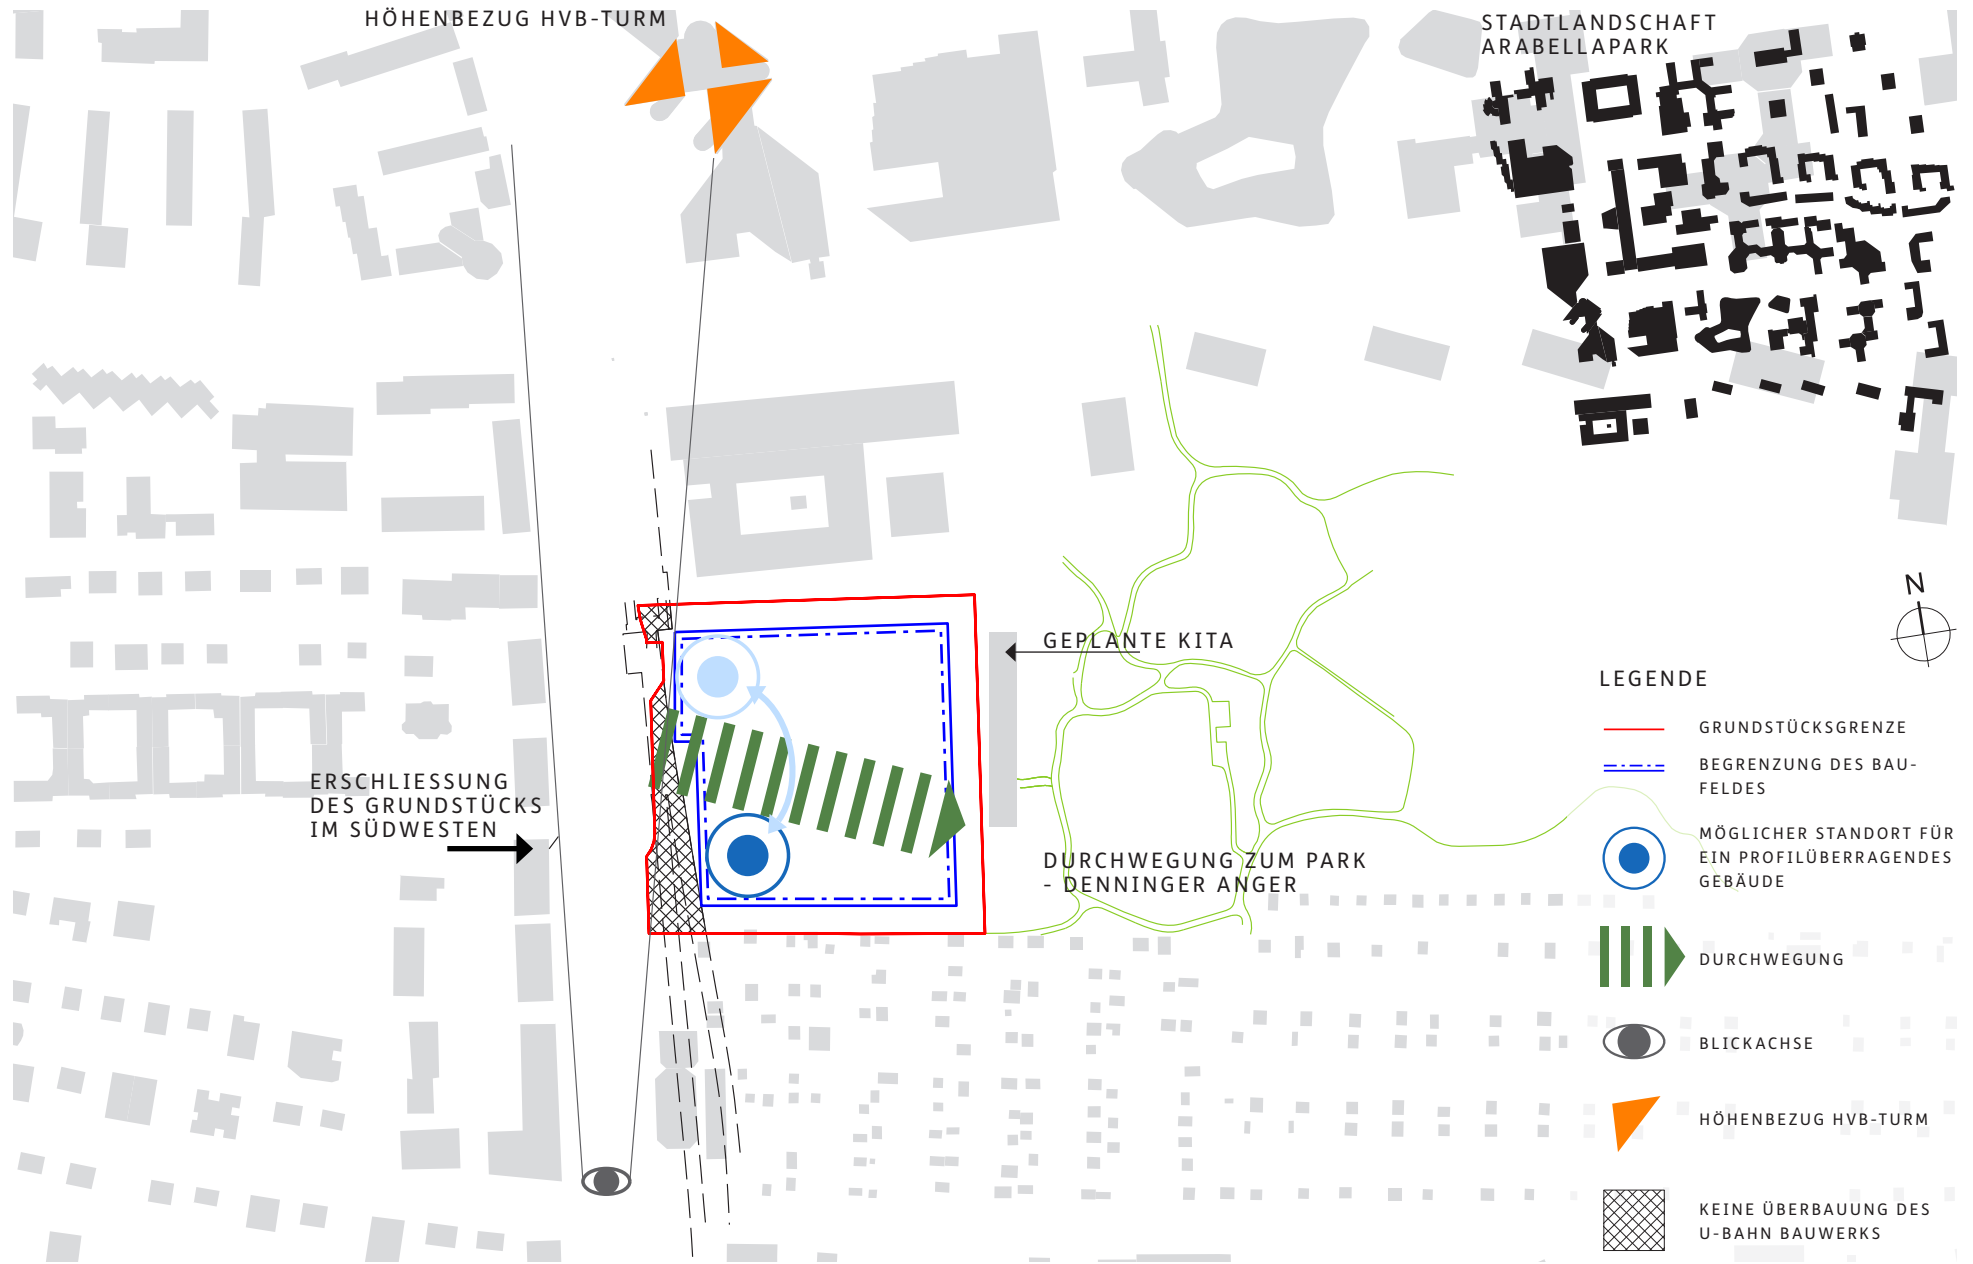 HÖHENBEZUG HVB-TURM
STADTLANDSCHAFT
ARABELLAPARK
N
GEPLANTE KITA
ERSCHLIESSUNG
DES GRUNDSTÜCKS
IM SÜDWESTEN
DURCHWEGUNG ZUM PARK
- DENNINGER ANGER
LEGENDE
GRUNDSTÜCKSGRENZE
BEGRENZUNG DES BAU-
FELDES
MÖGLICHER STANDORT FÜR
EIN PROFILÜBERRAGENDES
GEBÄUDE
DURCHWEGUNG
BLICKACHSE
HÖHENBEZUG HVB-TURM
KEINE ÜBERBAUUNG DES
U-BAHN BAUWERKS